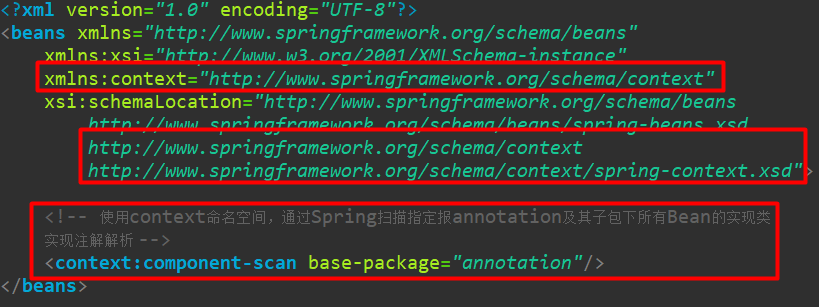 <?xml version="1.0" encoding="UTF-8"?>
<beans xmlns="http://www.springframework.org/schema/beans"
xmlns:xsi="http://www.w3.org/2001/XMLSchema-instance"
xmlns:context="http://www.springframework.org/schema/context"
xsi:schemaLocation="http://www.springframework.org/schema/beans
http://www.springframework.org/schema/beans/spring-beans.xsd
http://www.springframework.org/schema/context
http://www.springframework.org/schema/context/spring-context.xsd">
<!-- 使用context命名空间，通过Spring扫描指定报annotation及其子包下所有Bean的实现类
实现注解解析 -->
<context:component-scan base-package="annotation"/>
</beans>